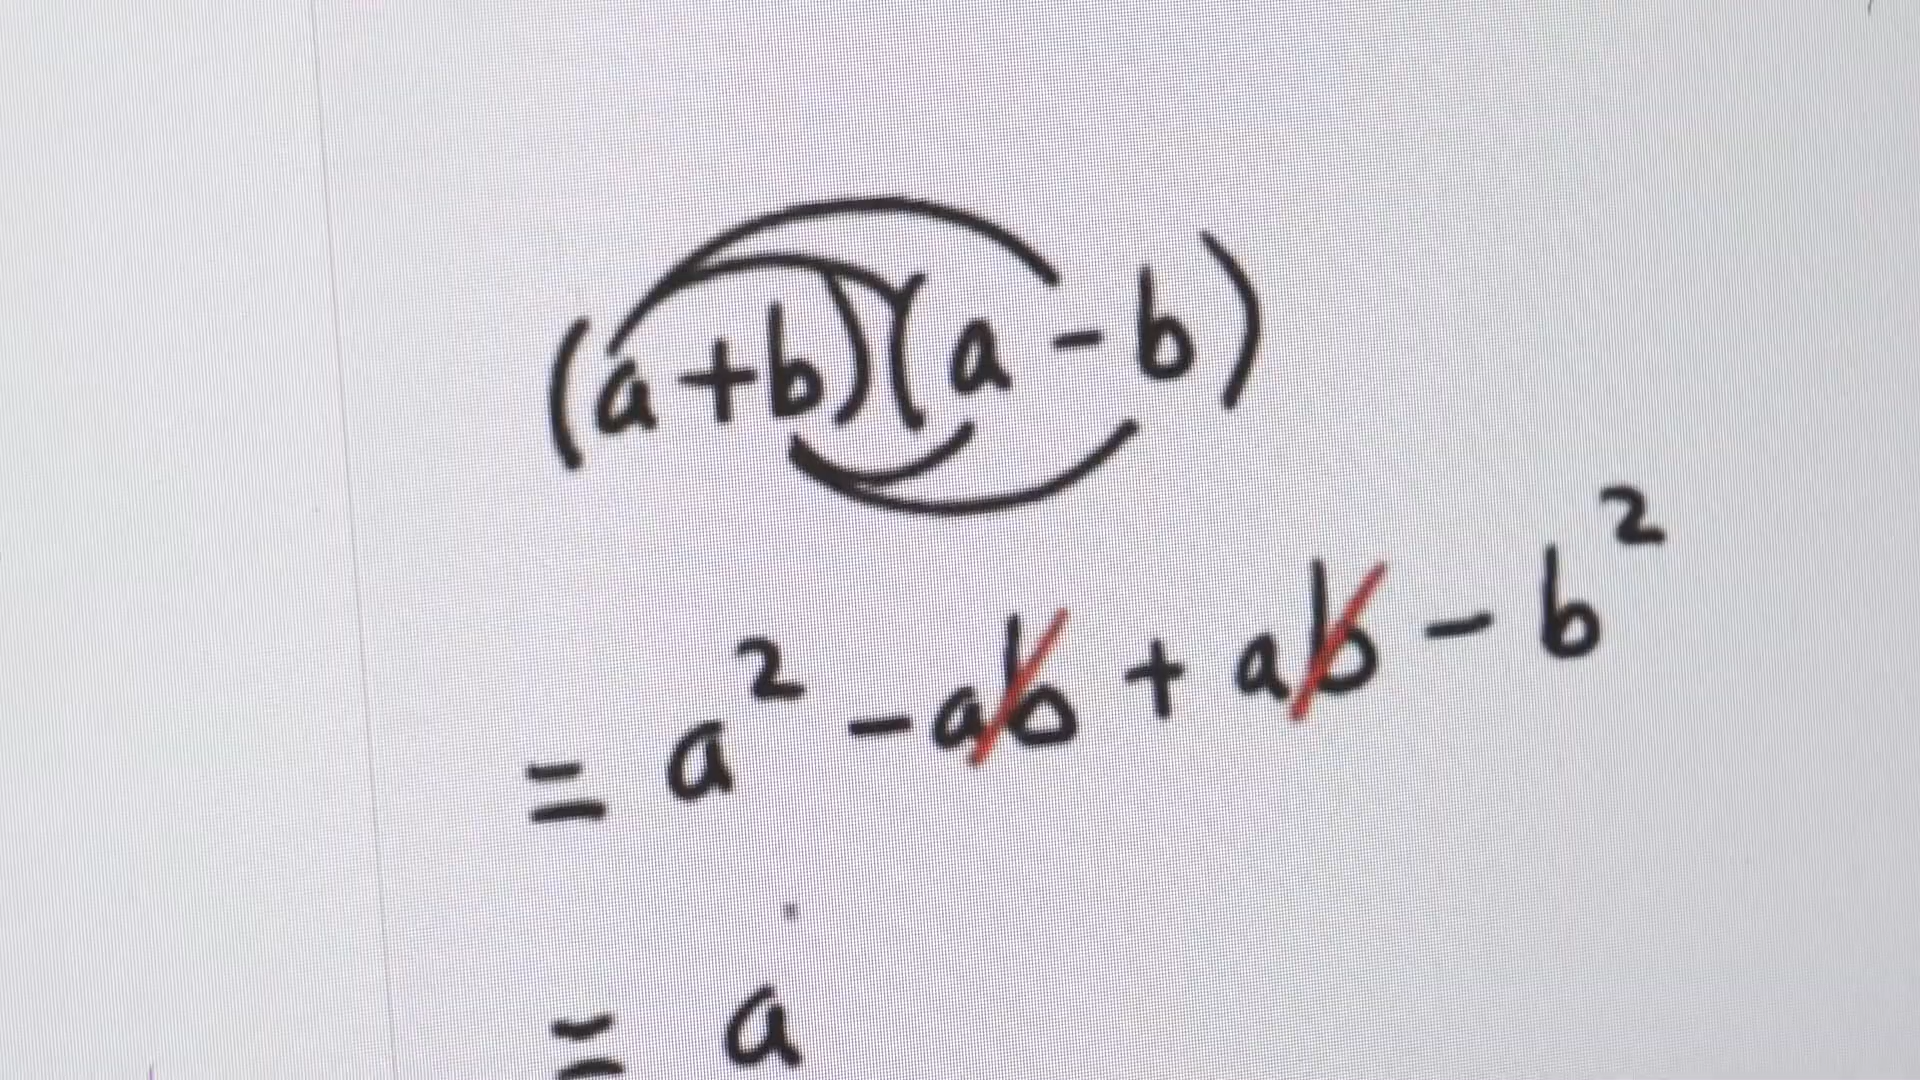 (a+b)(a-b)
= a² - ab + ab - b²
= a